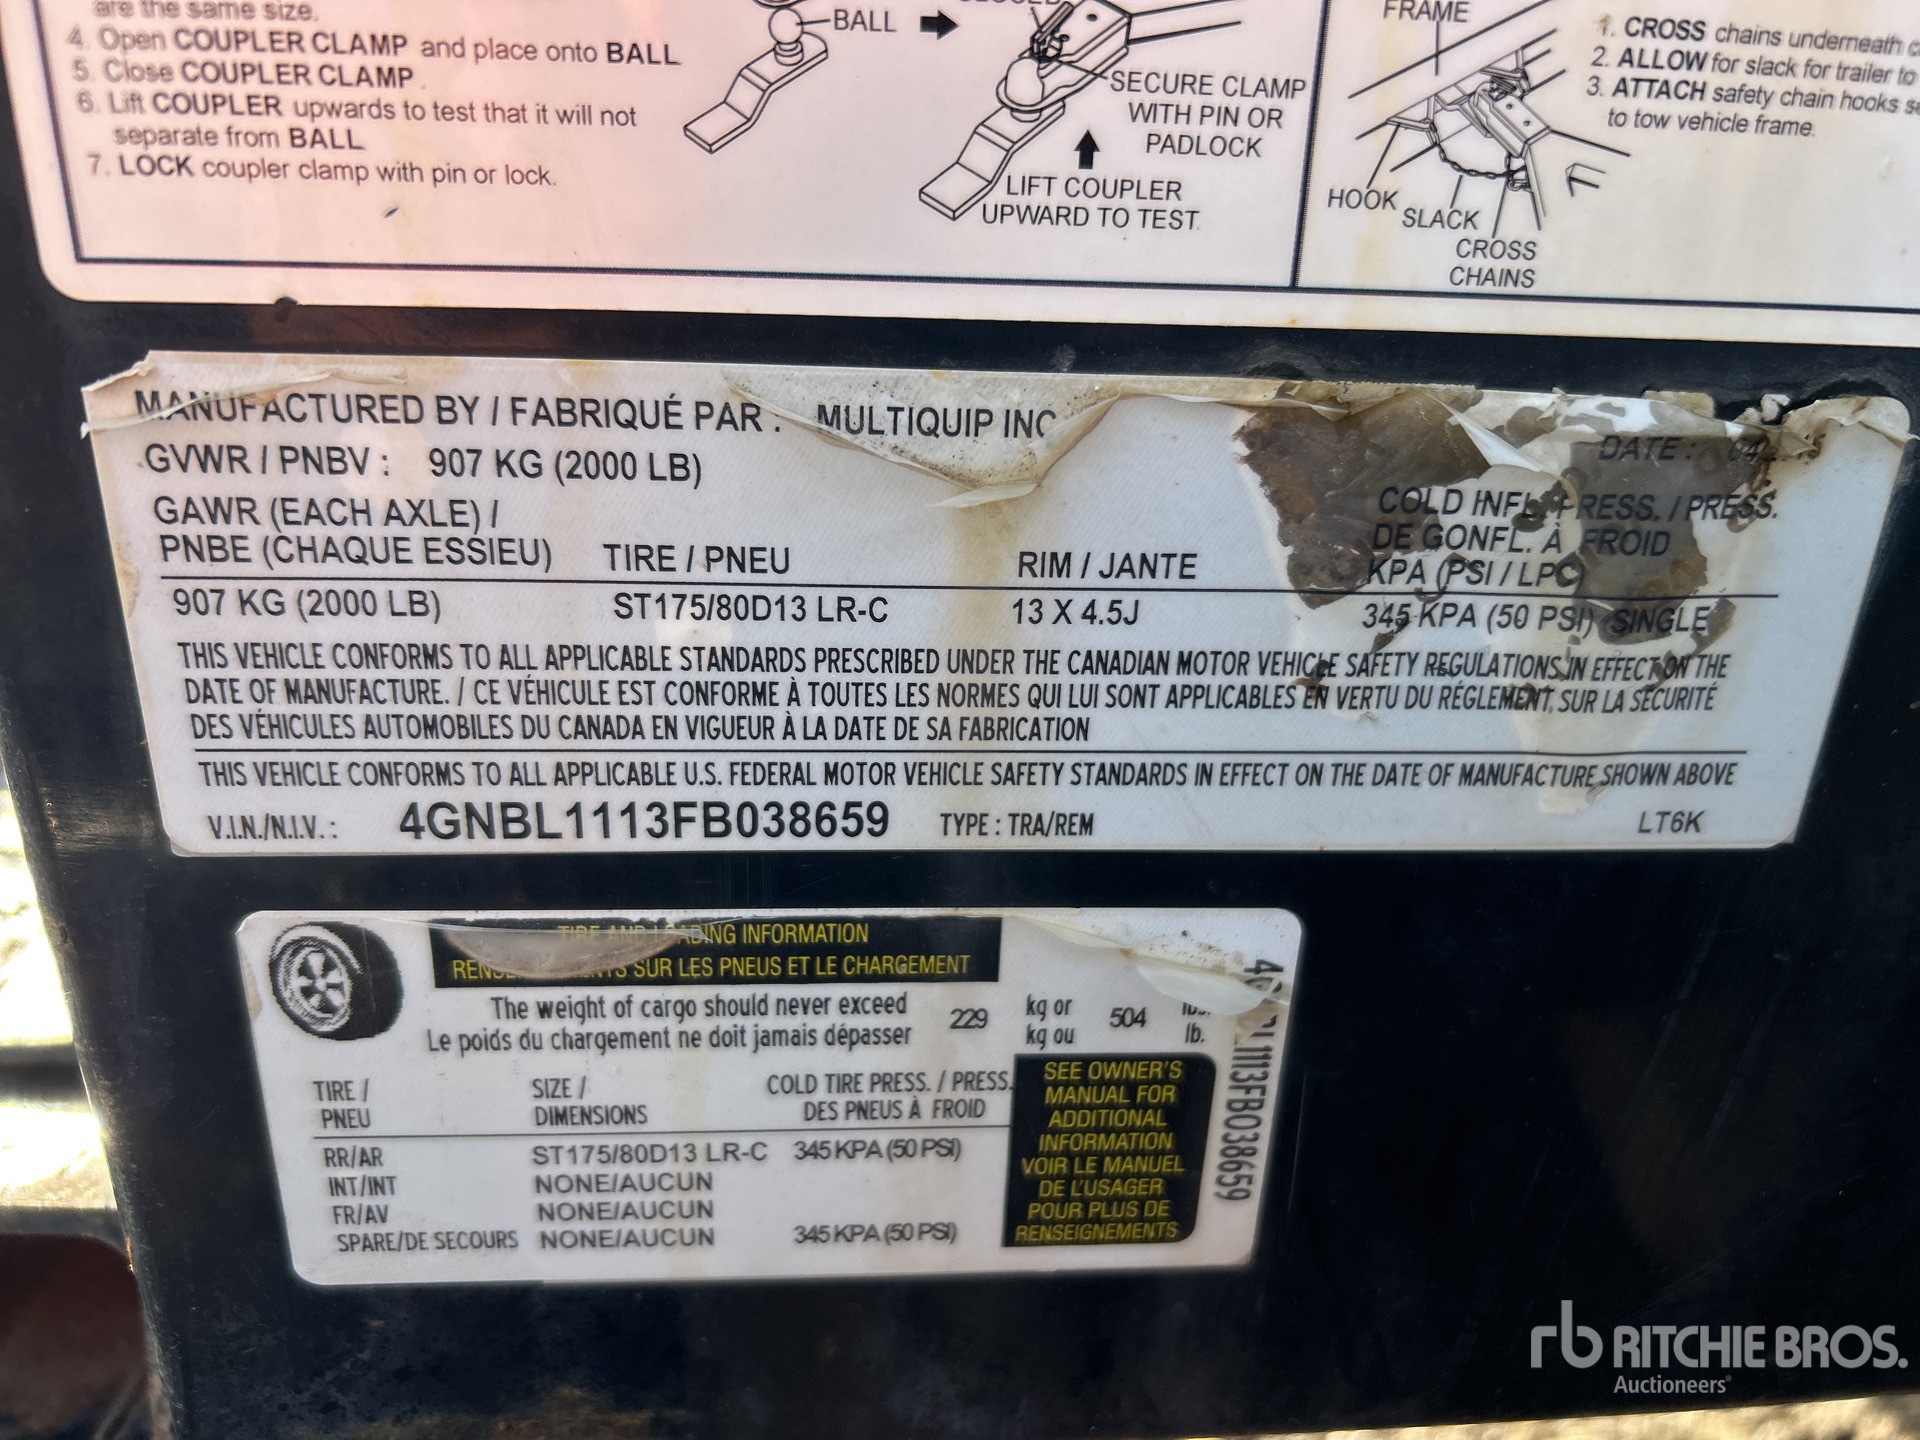 are the same size.
4. Open COUPLER CLAMP and place onto BALL
5. Close COUPLER CLAMP
6. Lift COUPLER upwards to test that it will not
separate from BALL
7. LOCK coupler clamp with pin or lock.
BALL
SECURE CLAMP
WITH PIN OR
PADLOCK
LIFT COUPLER
UPWARD TO TEST
FRAME
HOOK
SLACK
CROSS
CHAINS
1. CROSS chains underneath
2. ALLOW for slack for trailer to
3. ATTACH safety chain hooks
to tow vehicle frame.
MANUFACTURED BY / FABRIQUÉ PAR : MULTIQUIP INC
DATE :
GVWR / PNBV : 907 KG (2000 LB)
GAWR (EACH AXLE) /
PNBE (CHAQUE ESSIEU) TIRE / PNEU RIM / JANTE
COLD INFL. PRESS. / PRESS.
DE GONFL. À FROID
KPA (PSI / LPC)
907 KG (2000 LB) ST175/80D13 LR-C 13 X 4.5J 345 KPA (50 PSI) SINGLE
THIS VEHICLE CONFORMS TO ALL APPLICABLE STANDARDS PRESCRIBED UNDER THE CANADIAN MOTOR VEHICLE SAFETY REGULATIONS IN EFFECT ON THE
DATE OF MANUFACTURE. / CE VÉHICULE EST CONFORME À TOUTES LES NORMES QUI LUI SONT APPLICABLES EN VERTU DU RÉGLEMENT SUR LA SÉCURITÉ
DES VÉHICULES AUTOMOBILES DU CANADA EN VIGUEUR À LA DATE DE SA FABRICATION
THIS VEHICLE CONFORMS TO ALL APPLICABLE U.S. FEDERAL MOTOR VEHICLE SAFETY STANDARDS IN EFFECT ON THE DATE OF MANUFACTURE SHOWN ABOVE
V.I.N./N.I.V. : 4GNBL1113FB038659 TYPE : TRA/REM LT6K
TIRE AND LOADING INFORMATION
RENSEIGNEMENTS SUR LES PNEUS ET LE CHARGEMENT
The weight of cargo should never exceed 229 kg or 504 lbs.
Le poids du chargement ne doit jamais dépasser kg ou lb.
TIRE / SIZE / COLD TIRE PRESS. / PRESS.
PNEU DIMENSIONS DES PNEUS À FROID
RR/AR ST175/80D13 LR-C 345 KPA (50 PSI)
INT/INT NONE/AUCUN
FR/AV NONE/AUCUN
SPARE/DE SECOURS NONE/AUCUN 345 KPA (50 PSI)
SEE OWNER'S
MANUAL FOR
ADDITIONAL
INFORMATION
VOIR LE MANUEL
DE L'USAGER
POUR PLUS DE
RENSEIGNEMENTS
rb RITCHIE BROS.
Auctioneers